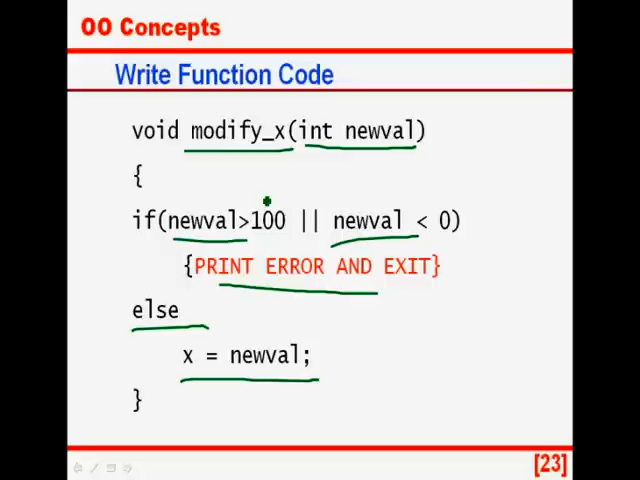 OO Concepts
Write Function Code
void modify_x(int newval)
{
if(newval>100 || newval < 0)
{PRINT ERROR AND EXIT}
else
x = newval;
}
[23]